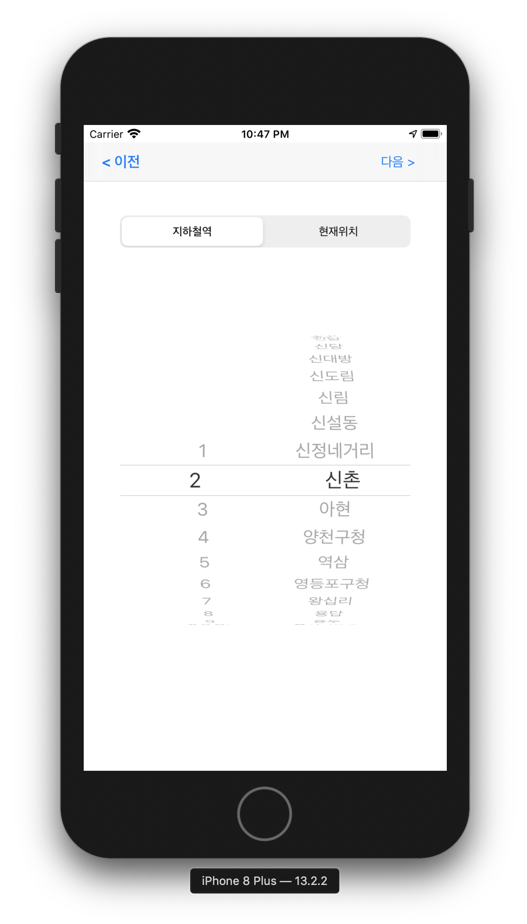 Carrier 10:47 PM
< 이전 다음 >
지하철역 현재위치
신당
신대방
신도림
신림
신설동
1 신정네거리
2 신촌
3 아현
4 양천구청
5 역삼
6 영등포구청
7 왕십리
8 용답
iPhone 8 Plus — 13.2.2